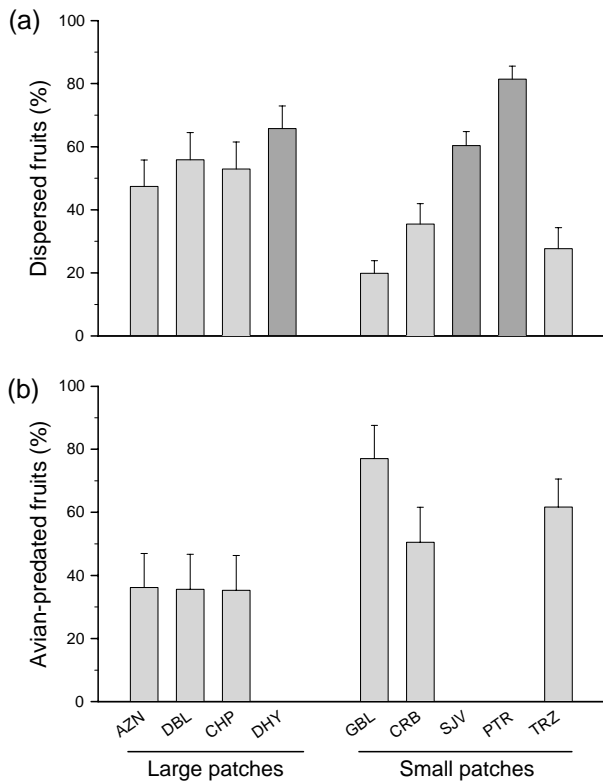 (a)
Dispersed fruits (%)
100
80
60
40
20
0
(b)
Avian-predated fruits (%)
100
80
60
40
20
0
AZN DBL CHP DHY GBL CRB SJV PTR TRZ
Large patches Small patches